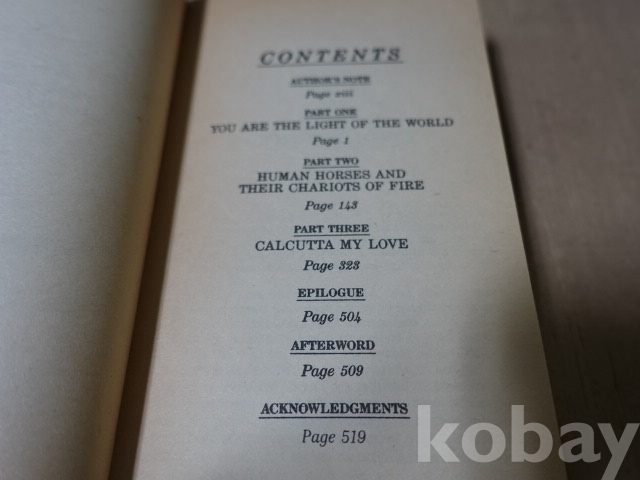 CONTENTS
AUTHOR'S NOTE
Page xiii
PART ONE
YOU ARE THE LIGHT OF THE WORLD
Page 1
PART TWO
HUMAN HORSES AND
THEIR CHARIOTS OF FIRE
Page 143
PART THREE
CALCUTTA MY LOVE
Page 323
EPILOGUE
Page 504
AFTERWORD
Page 509
ACKNOWLEDGMENTS
Page 519
kobay